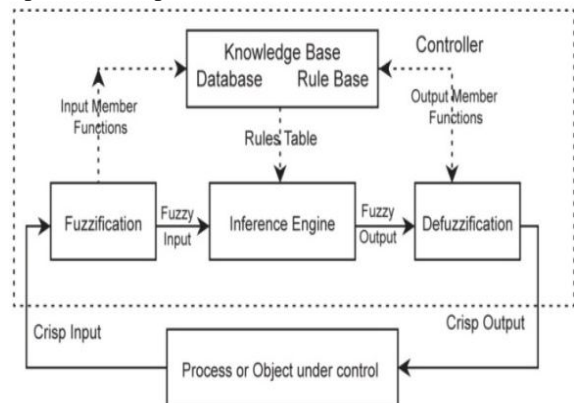 Knowledge Base
Database Rule Base
Controller
Input Member
Functions
Output Member
Functions
Rules Table
Fuzzification
Fuzzy
Input
Inference Engine
Fuzzy
Output
Defuzzification
Crisp Input
Crisp Output
Process or Object under control